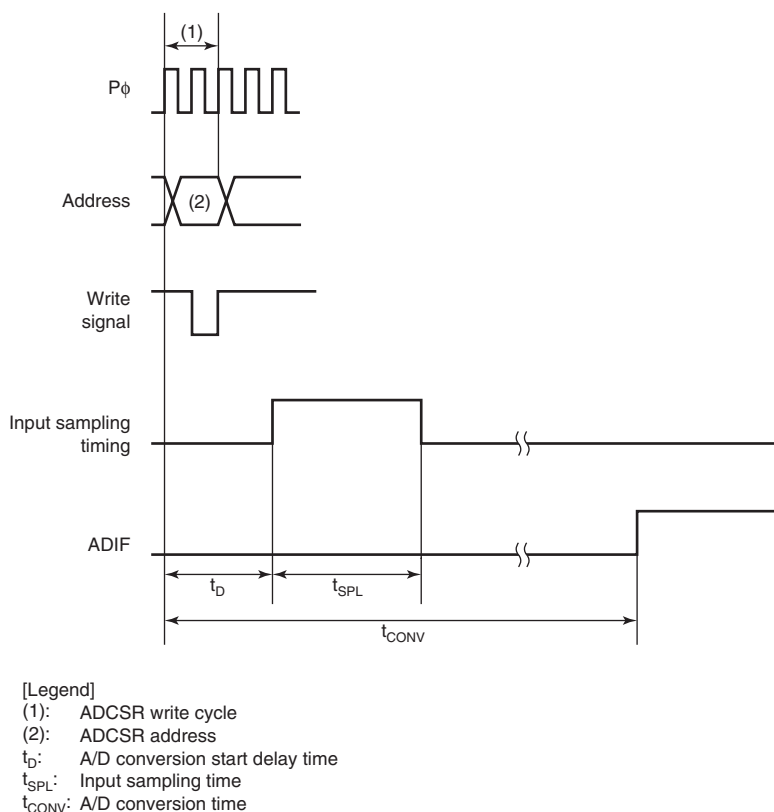 (1)
Pϕ
Address
(2)
Write
signal
Input sampling
timing
ADIF
tD
tSPL
tCONV
[Legend]
(1): ADCSR write cycle
(2): ADCSR address
tD: A/D conversion start delay time
tSPL: Input sampling time
tCONV: A/D conversion time